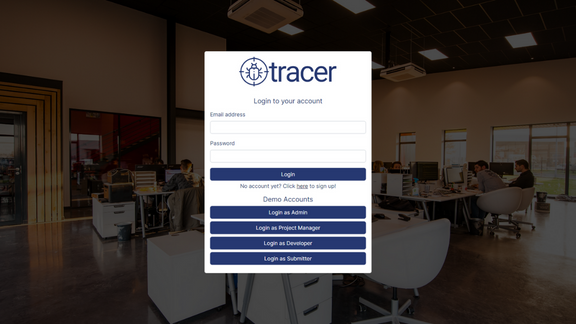 tracer
Login to your account
Email address
Password
Login
No account yet? Click here to sign up!
Demo Accounts
Login as Admin
Login as Project Manager
Login as Developer
Login as Submitter